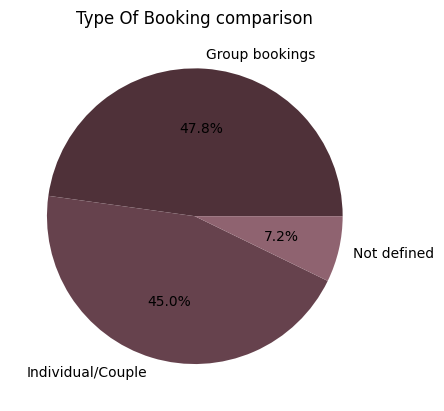 Type Of Booking comparison
Group bookings
47.8%
7.2%
Not defined
45.0%
Individual/Couple